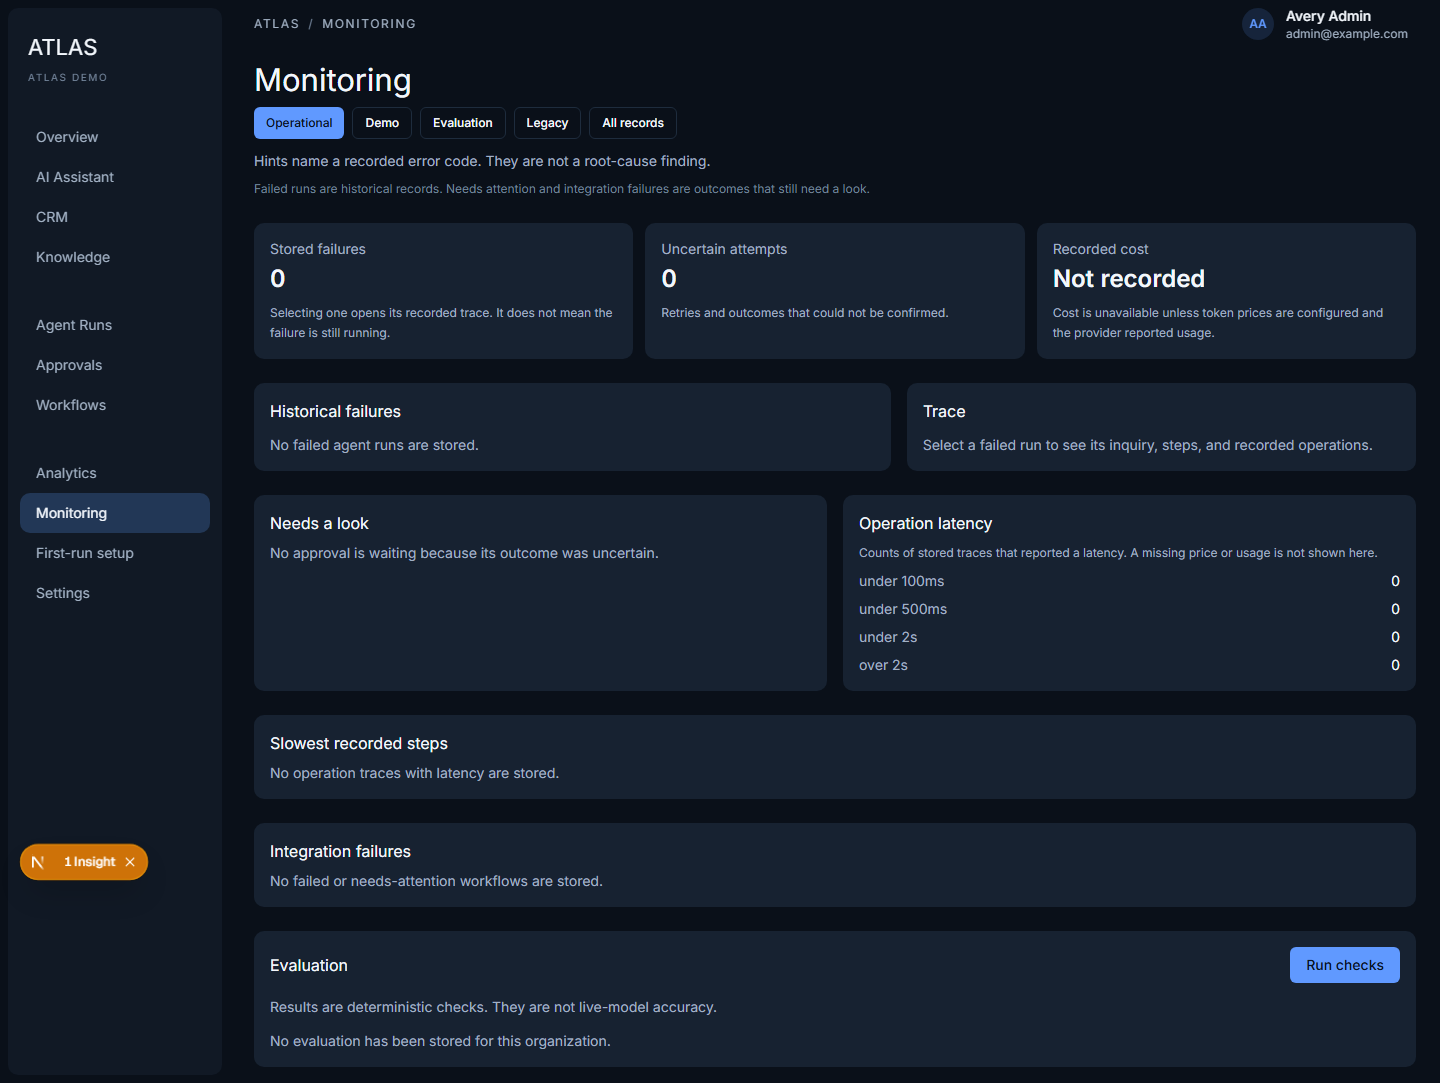 ATLAS
ATLAS DEMO
Overview
AI Assistant
CRM
Knowledge
Agent Runs
Approvals
Workflows
Analytics
Monitoring
First-run setup
Settings
1 Insight
ATLAS / MONITORING
AA
Avery Admin
admin@example.com
Monitoring
Operational
Demo
Evaluation
Legacy
All records
Hints name a recorded error code. They are not a root-cause finding.
Failed runs are historical records. Needs attention and integration failures are outcomes that still need a look.
Stored failures
0
Selecting one opens its recorded trace. It does not mean the
failure is still running.
Uncertain attempts
0
Retries and outcomes that could not be confirmed.
Recorded cost
Not recorded
Cost is unavailable unless token prices are configured and
the provider reported usage.
Historical failures
No failed agent runs are stored.
Trace
Select a failed run to see its inquiry, steps, and recorded operations.
Needs a look
No approval is waiting because its outcome was uncertain.
Operation latency
Counts of stored traces that reported a latency. A missing price or usage is not shown here.
under 100ms 0
under 500ms 0
under 2s 0
over 2s 0
Slowest recorded steps
No operation traces with latency are stored.
Integration failures
No failed or needs-attention workflows are stored.
Evaluation
Run checks
Results are deterministic checks. They are not live-model accuracy.
No evaluation has been stored for this organization.